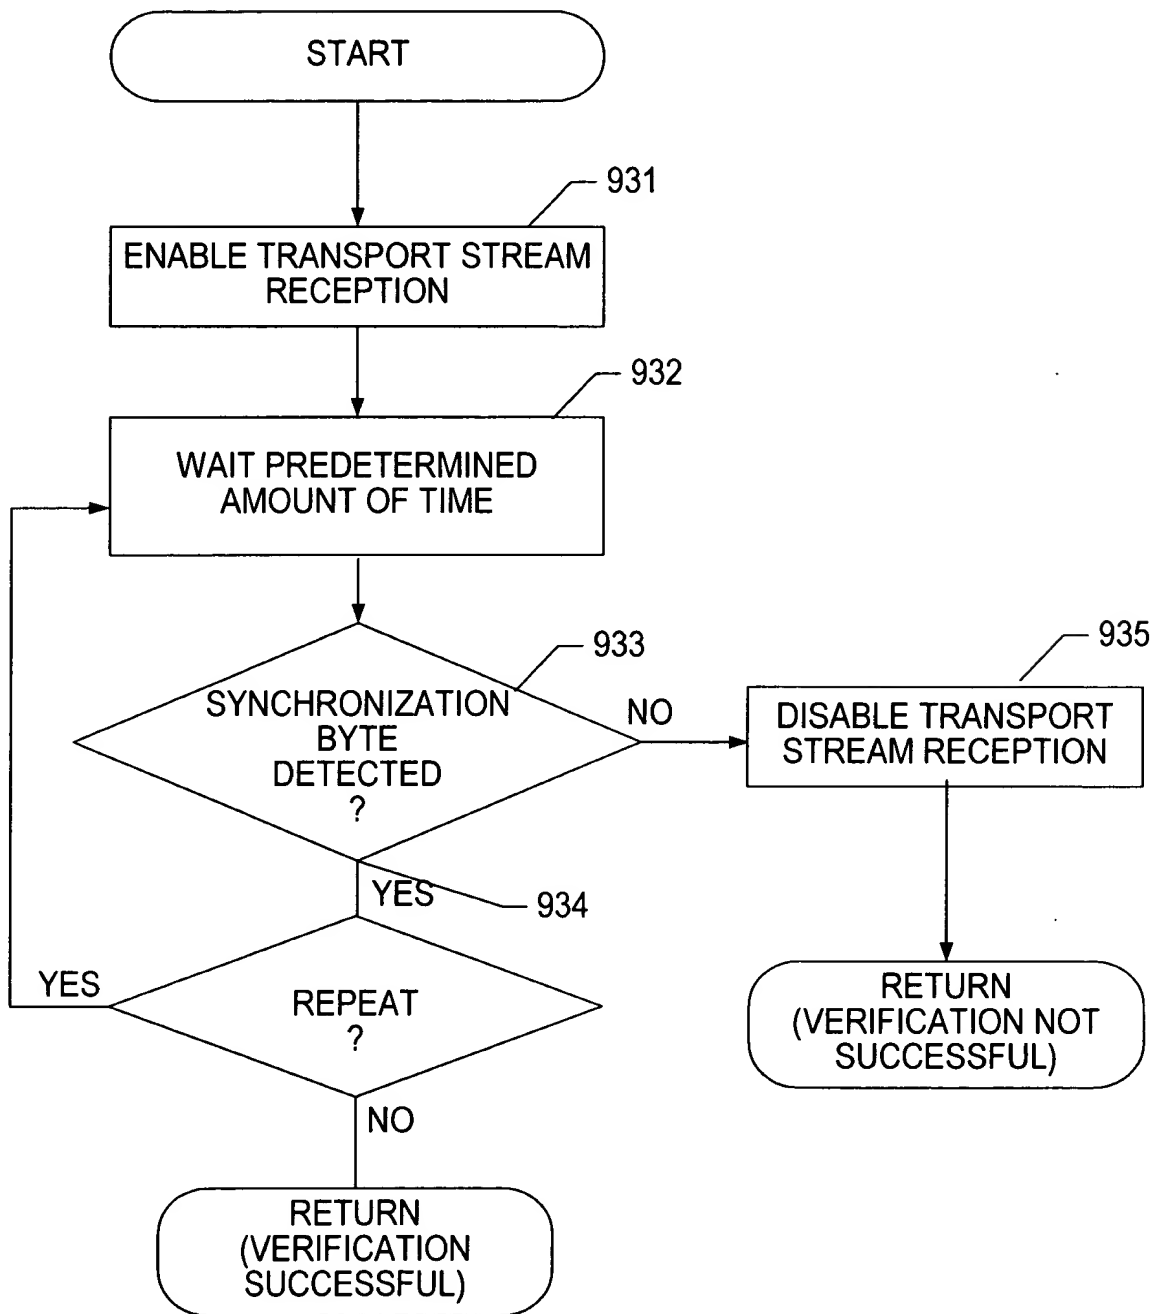 START
931
ENABLE TRANSPORT STREAM
RECEPTION
932
WAIT PREDETERMINED
AMOUNT OF TIME
933
SYNCHRONIZATION
BYTE
DETECTED
?
NO
935
DISABLE TRANSPORT
STREAM RECEPTION
YES
934
RETURN
(VERIFICATION NOT
SUCCESSFUL)
YES
REPEAT
?
NO
RETURN
(VERIFICATION
SUCCESSFUL)